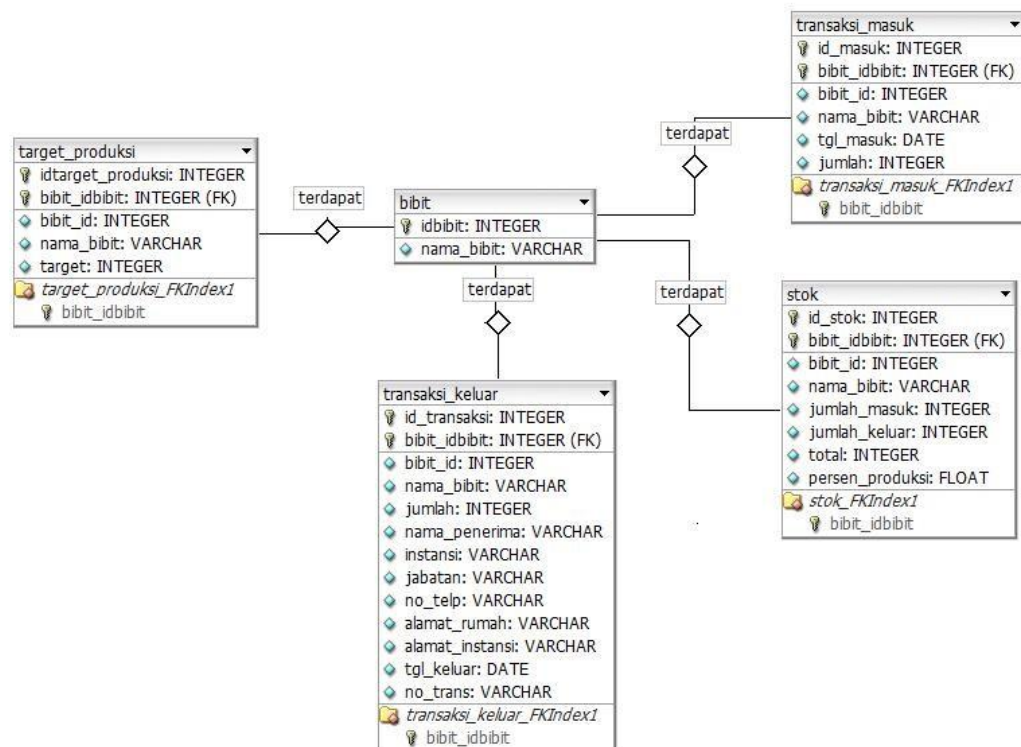 transaksi_masuk
id_masuk: INTEGER
bibit_idbibit: INTEGER (FK)
bibit_id: INTEGER
nama_bibit: VARCHAR
tgl_masuk: DATE
jumlah: INTEGER
transaksi_masuk_FKIndex1
bibit_idbibit
terdapat
target_produksi
idtarget_produksi: INTEGER
bibit_idbibit: INTEGER (FK)
bibit_id: INTEGER
nama_bibit: VARCHAR
target: INTEGER
target_produksi_FKIndex1
bibit_idbibit
terdapat
bibit
idbibit: INTEGER
nama_bibit: VARCHAR
terdapat
terdapat
stok
id_stok: INTEGER
bibit_idbibit: INTEGER (FK)
bibit_id: INTEGER
nama_bibit: VARCHAR
jumlah_masuk: INTEGER
jumlah_keluar: INTEGER
total: INTEGER
persen_produksi: FLOAT
stok_FKIndex1
bibit_idbibit
transaksi_keluar
id_transaksi: INTEGER
bibit_idbibit: INTEGER (FK)
bibit_id: INTEGER
nama_bibit: VARCHAR
jumlah: INTEGER
nama_penerima: VARCHAR
instansi: VARCHAR
jabatan: VARCHAR
no_telp: VARCHAR
alamat_rumah: VARCHAR
alamat_instansi: VARCHAR
tgl_keluar: DATE
no_trans: VARCHAR
transaksi_keluar_FKIndex1
bibit_idbibit